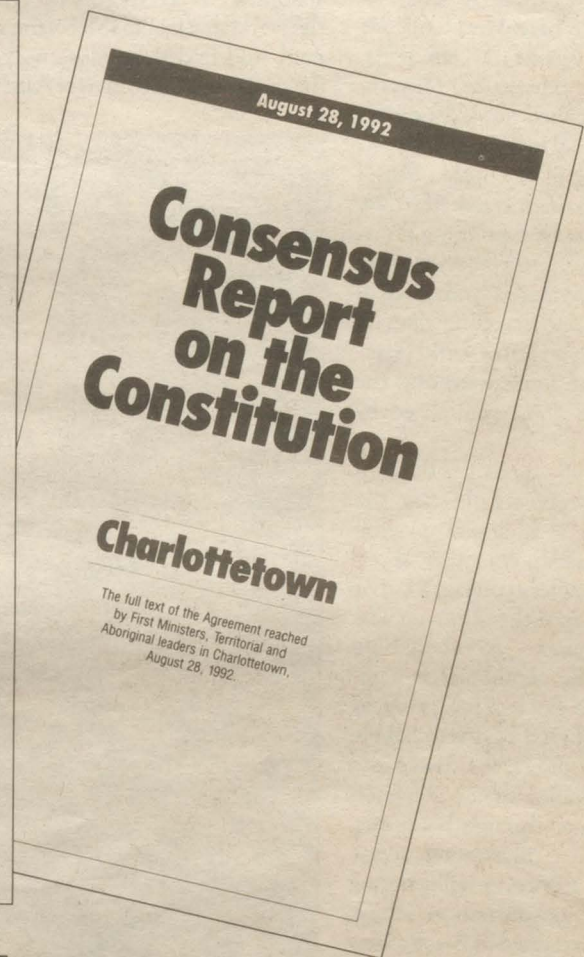 August 28, 1992
Consensus
Report
on the
Constitution
Charlottetown
The full text of the Agreement reached
by First Ministers, Territorial and
Aboriginal leaders in Charlottetown,
August 28, 1992.